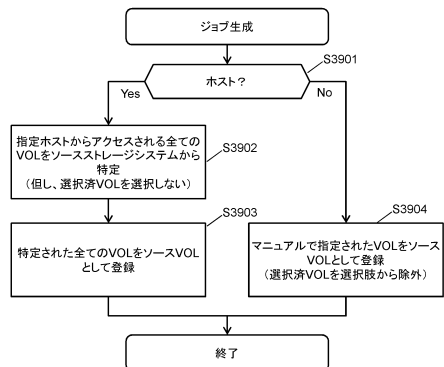 ジョブ生成
S3901
ホスト?
Yes
No
指定ホストからアクセスされる全ての
VOLをソースストレージシステムから
特定
(但し、選択済VOLを選択しない)
S3902
S3903
特定された全てのVOLをソースVOL
として登録
S3904
マニュアルで指定されたVOLをソース
VOLとして登録
(選択済VOLを選択肢から除外)
終了